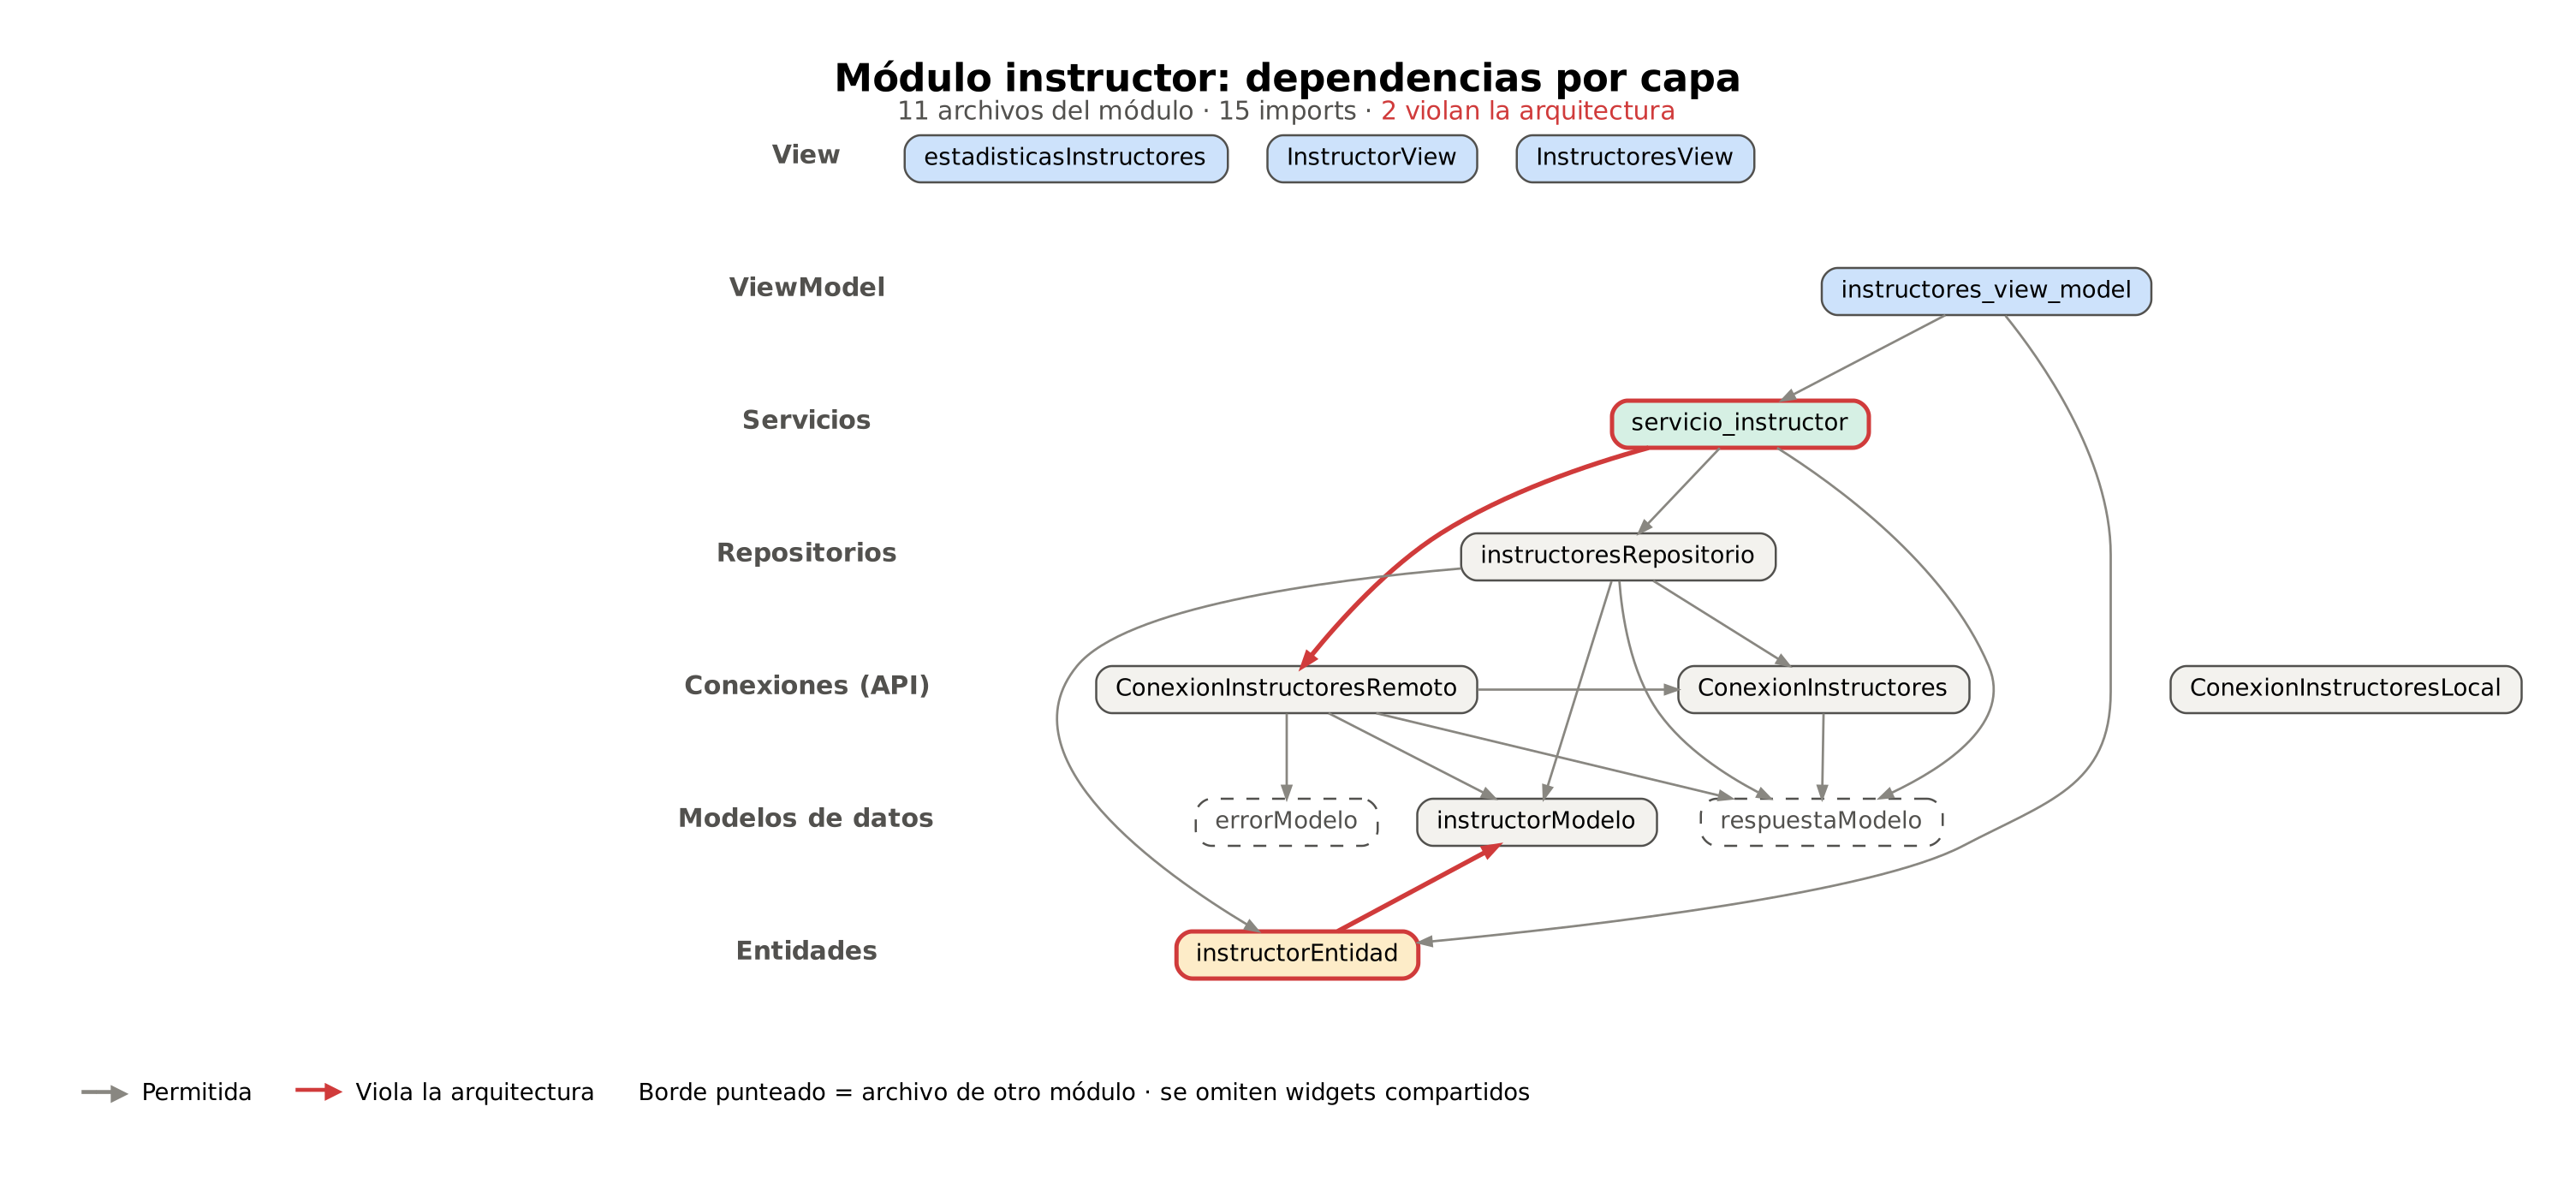 Módulo instructor: dependencias por capa
11 archivos del módulo · 15 imports · 2 violan la arquitectura
View
estadisticasInstructores
InstructorView
InstructoresView
ViewModel
instructores_view_model
Servicios
servicio_instructor
Repositorios
instructoresRepositorio
Conexiones (API)
ConexionInstructoresRemoto
ConexionInstructores
ConexionInstructoresLocal
Modelos de datos
errorModelo
instructorModelo
respuestaModelo
Entidades
instructorEntidad
Permitida
Viola la arquitectura
Borde punteado = archivo de otro módulo · se omiten widgets compartidos